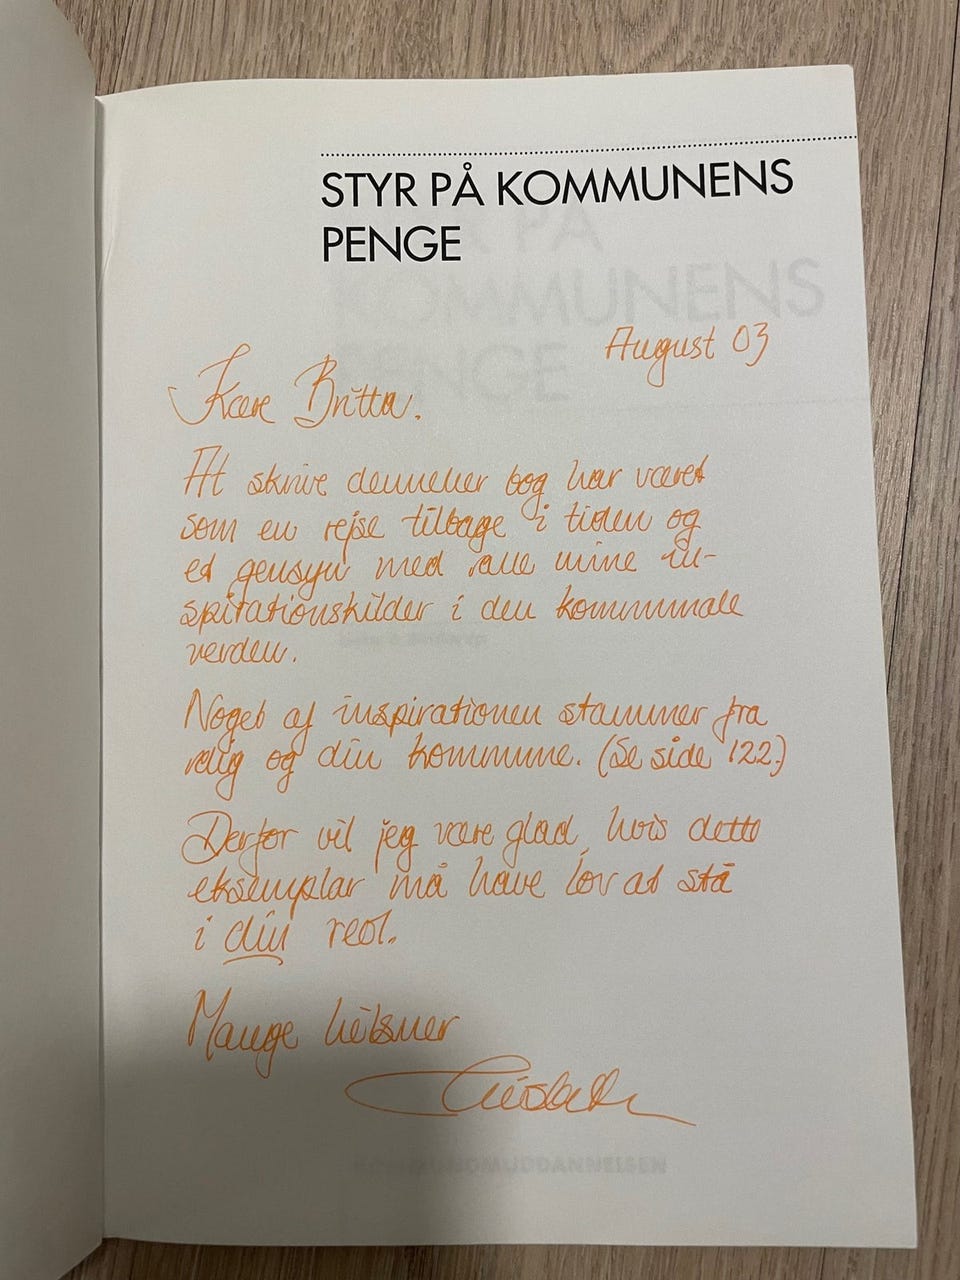 STYR PÅ KOMMUNENS
PENGE
August 03
Kære Britta.
At skrive denne her bog har været
som en rejse tilbage i tiden og
et gensyn med alle mine in-
spirationskilder i den kommunale
verden.
Noget af inspirationen stammer fra
dig og din kommune. (Se side 122.)
Derfor vil jeg være glad, hvis dette
eksemplar må have lov at stå
i din reol.
Mange hilsner
KOMMUNOMUDDANNELSEN